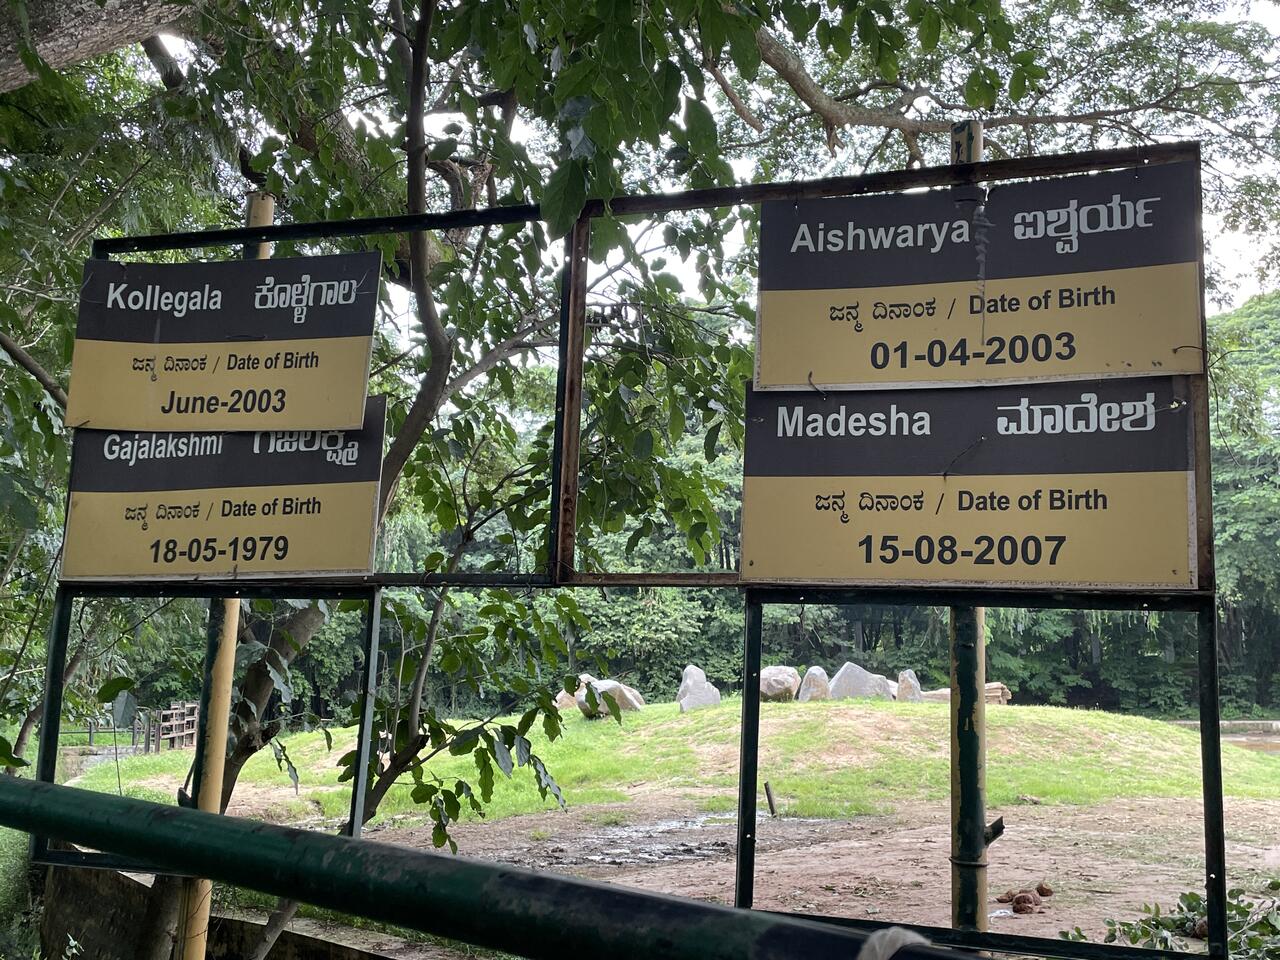 Kollegala ಕೊಳ್ಳೆಗಾಲ
ಜನ್ಮ ದಿನಾಂಕ / Date of Birth
June-2003
Gajalakshmi ಗಜಲಕ್ಷ್ಮಿ
ಜನ್ಮ ದಿನಾಂಕ / Date of Birth
18-05-1979
Aishwarya ಐಶ್ವರ್ಯ
ಜನ್ಮ ದಿನಾಂಕ / Date of Birth
01-04-2003
Madesha ಮಾದೇಶ
ಜನ್ಮ ದಿನಾಂಕ / Date of Birth
15-08-2007